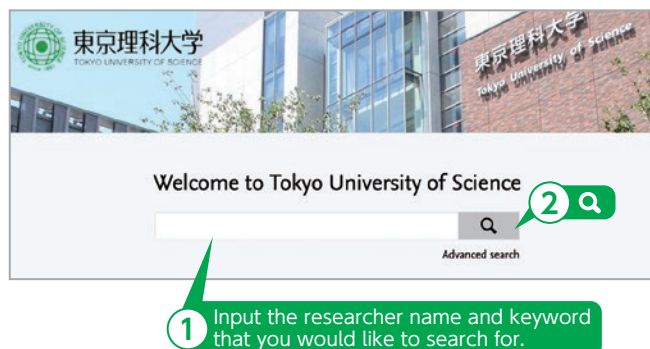 東京理科大学
TOKYO UNIVERSITY OF SCIENCE
東京理科大学
Tokyo University of Science
Welcome to Tokyo University of Science
2
Advanced search
1 Input the researcher name and keyword
that you would like to search for.